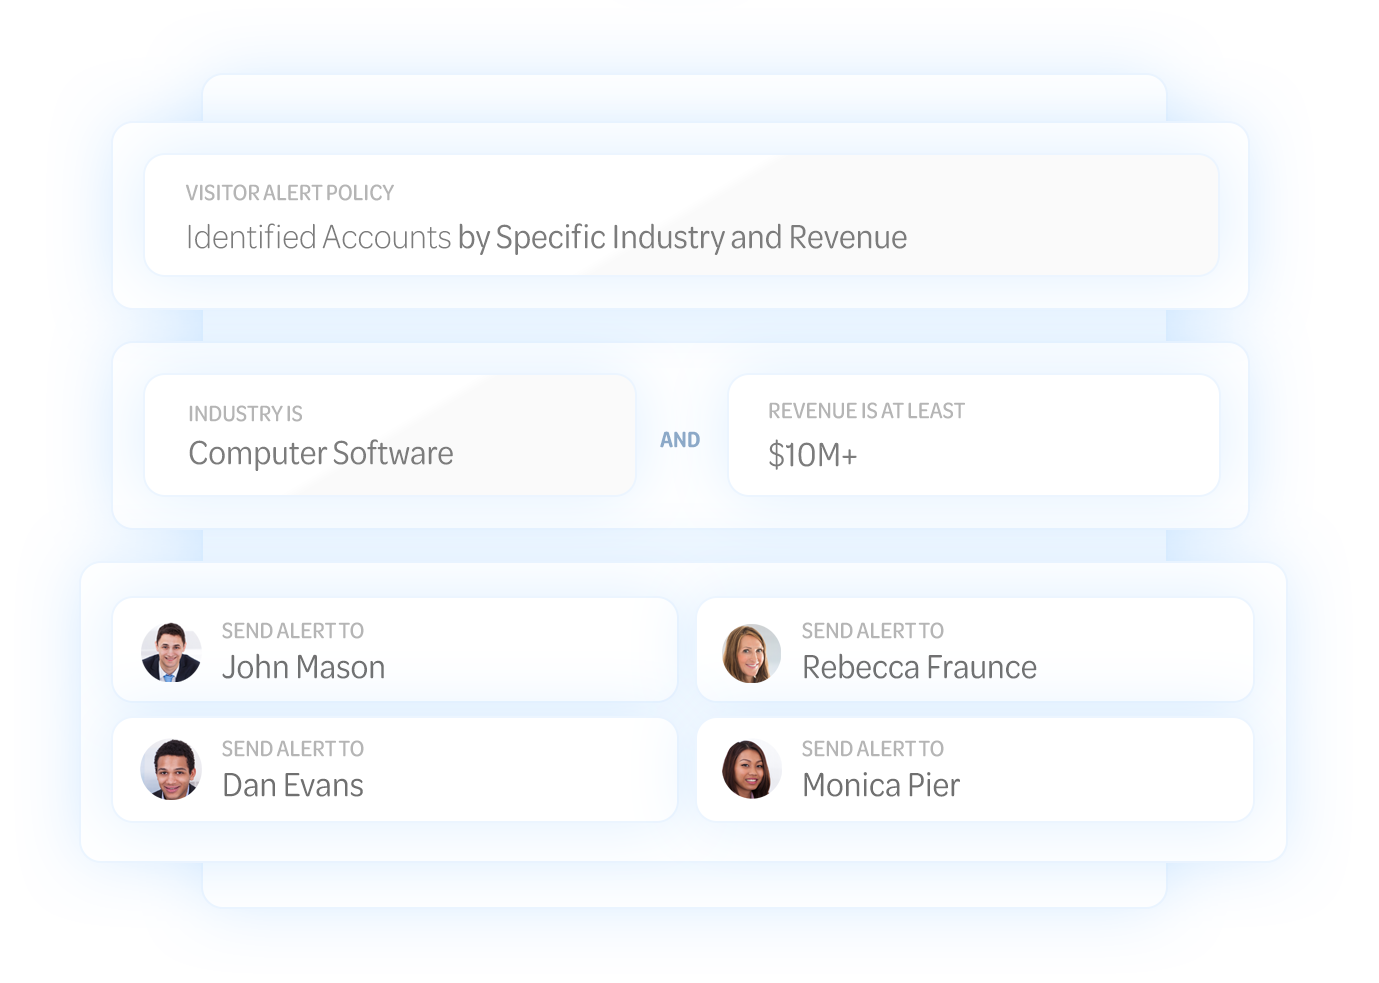 VISITOR ALERT POLICY
Identified Accounts by Specific Industry and Revenue
INDUSTRY IS
Computer Software
AND
REVENUE IS AT LEAST
$10M+
SEND ALERT TO
John Mason
SEND ALERT TO
Rebecca Fraunce
SEND ALERT TO
Dan Evans
SEND ALERT TO
Monica Pier